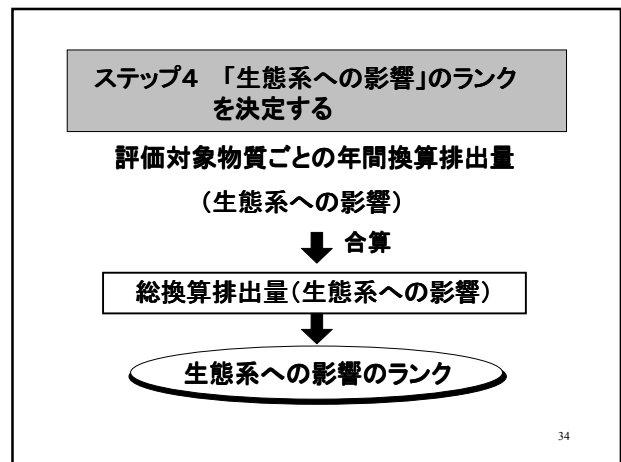 ステップ4 「生態系への影響」のランク
を決定する
評価対象物質ごとの年間換算排出量
(生態系への影響)
合算
総換算排出量(生態系への影響)
生態系への影響のランク
34